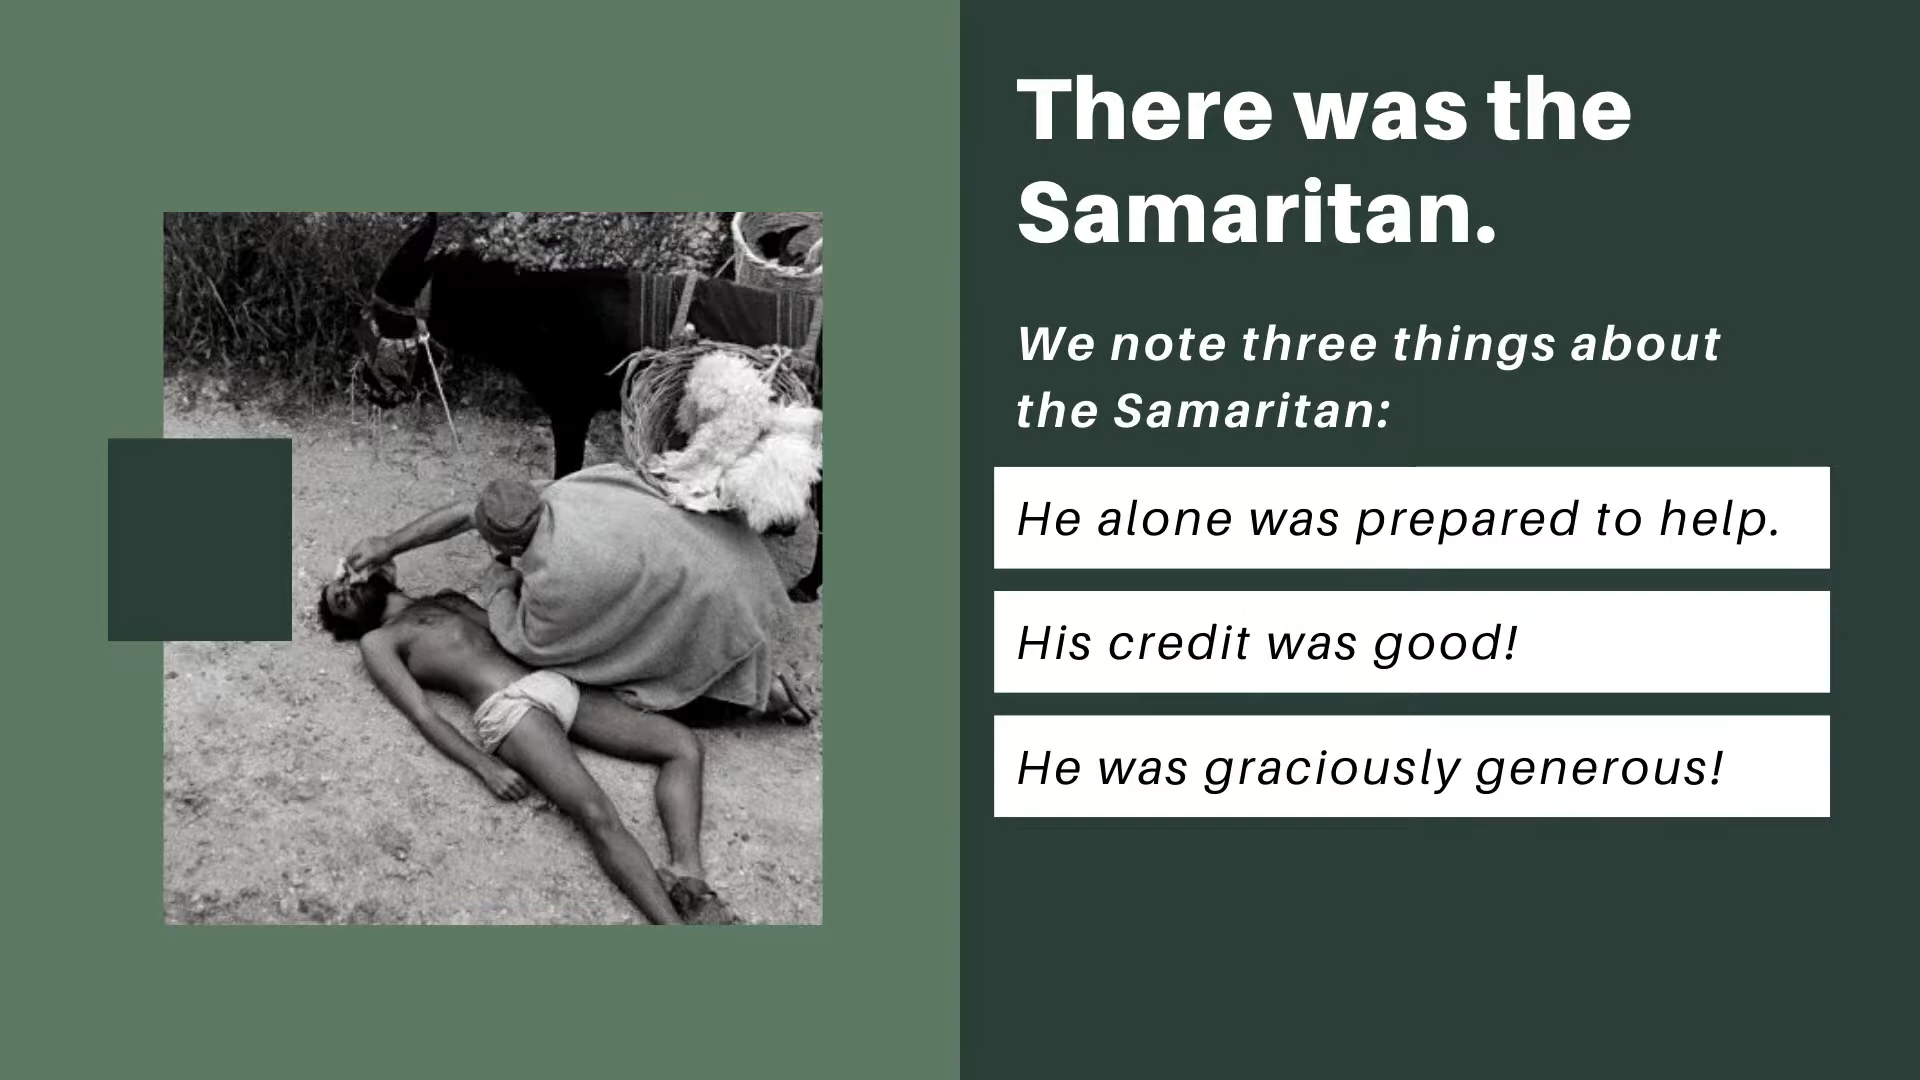 There was the
Samaritan.
We note three things about
the Samaritan:
He alone was prepared to help.
His credit was good!
He was graciously generous!